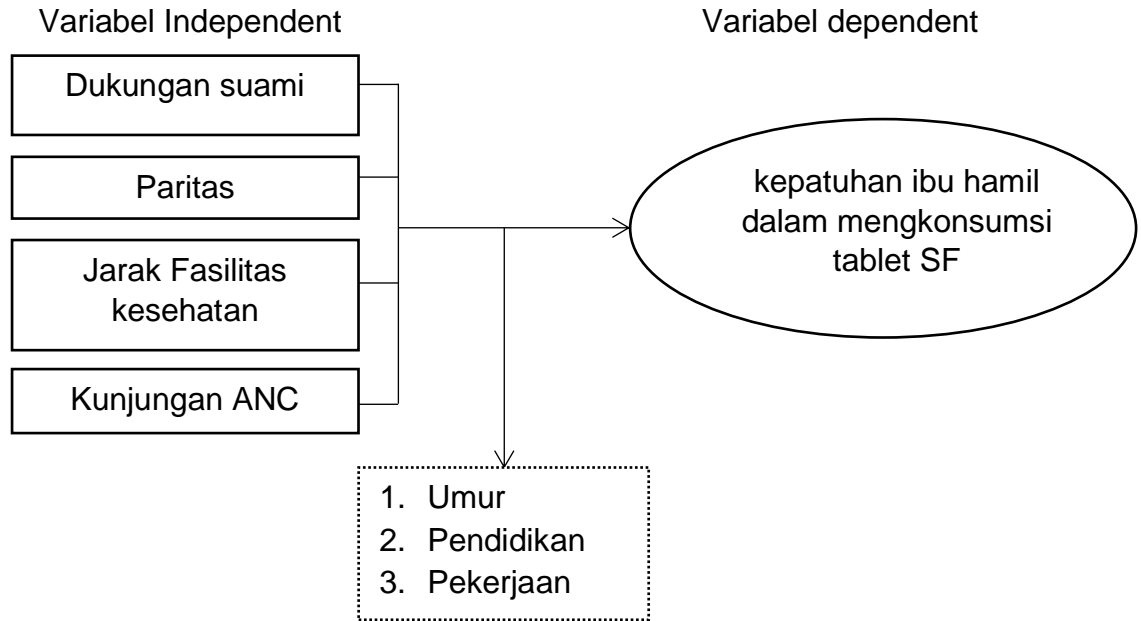 Variabel Independent
Variabel dependent
Dukungan suami
Paritas
Jarak Fasilitas
kesehatan
Kunjungan ANC
kepatuhan ibu hamil
dalam mengkonsumsi
tablet SF
1. Umur
2. Pendidikan
3. Pekerjaan